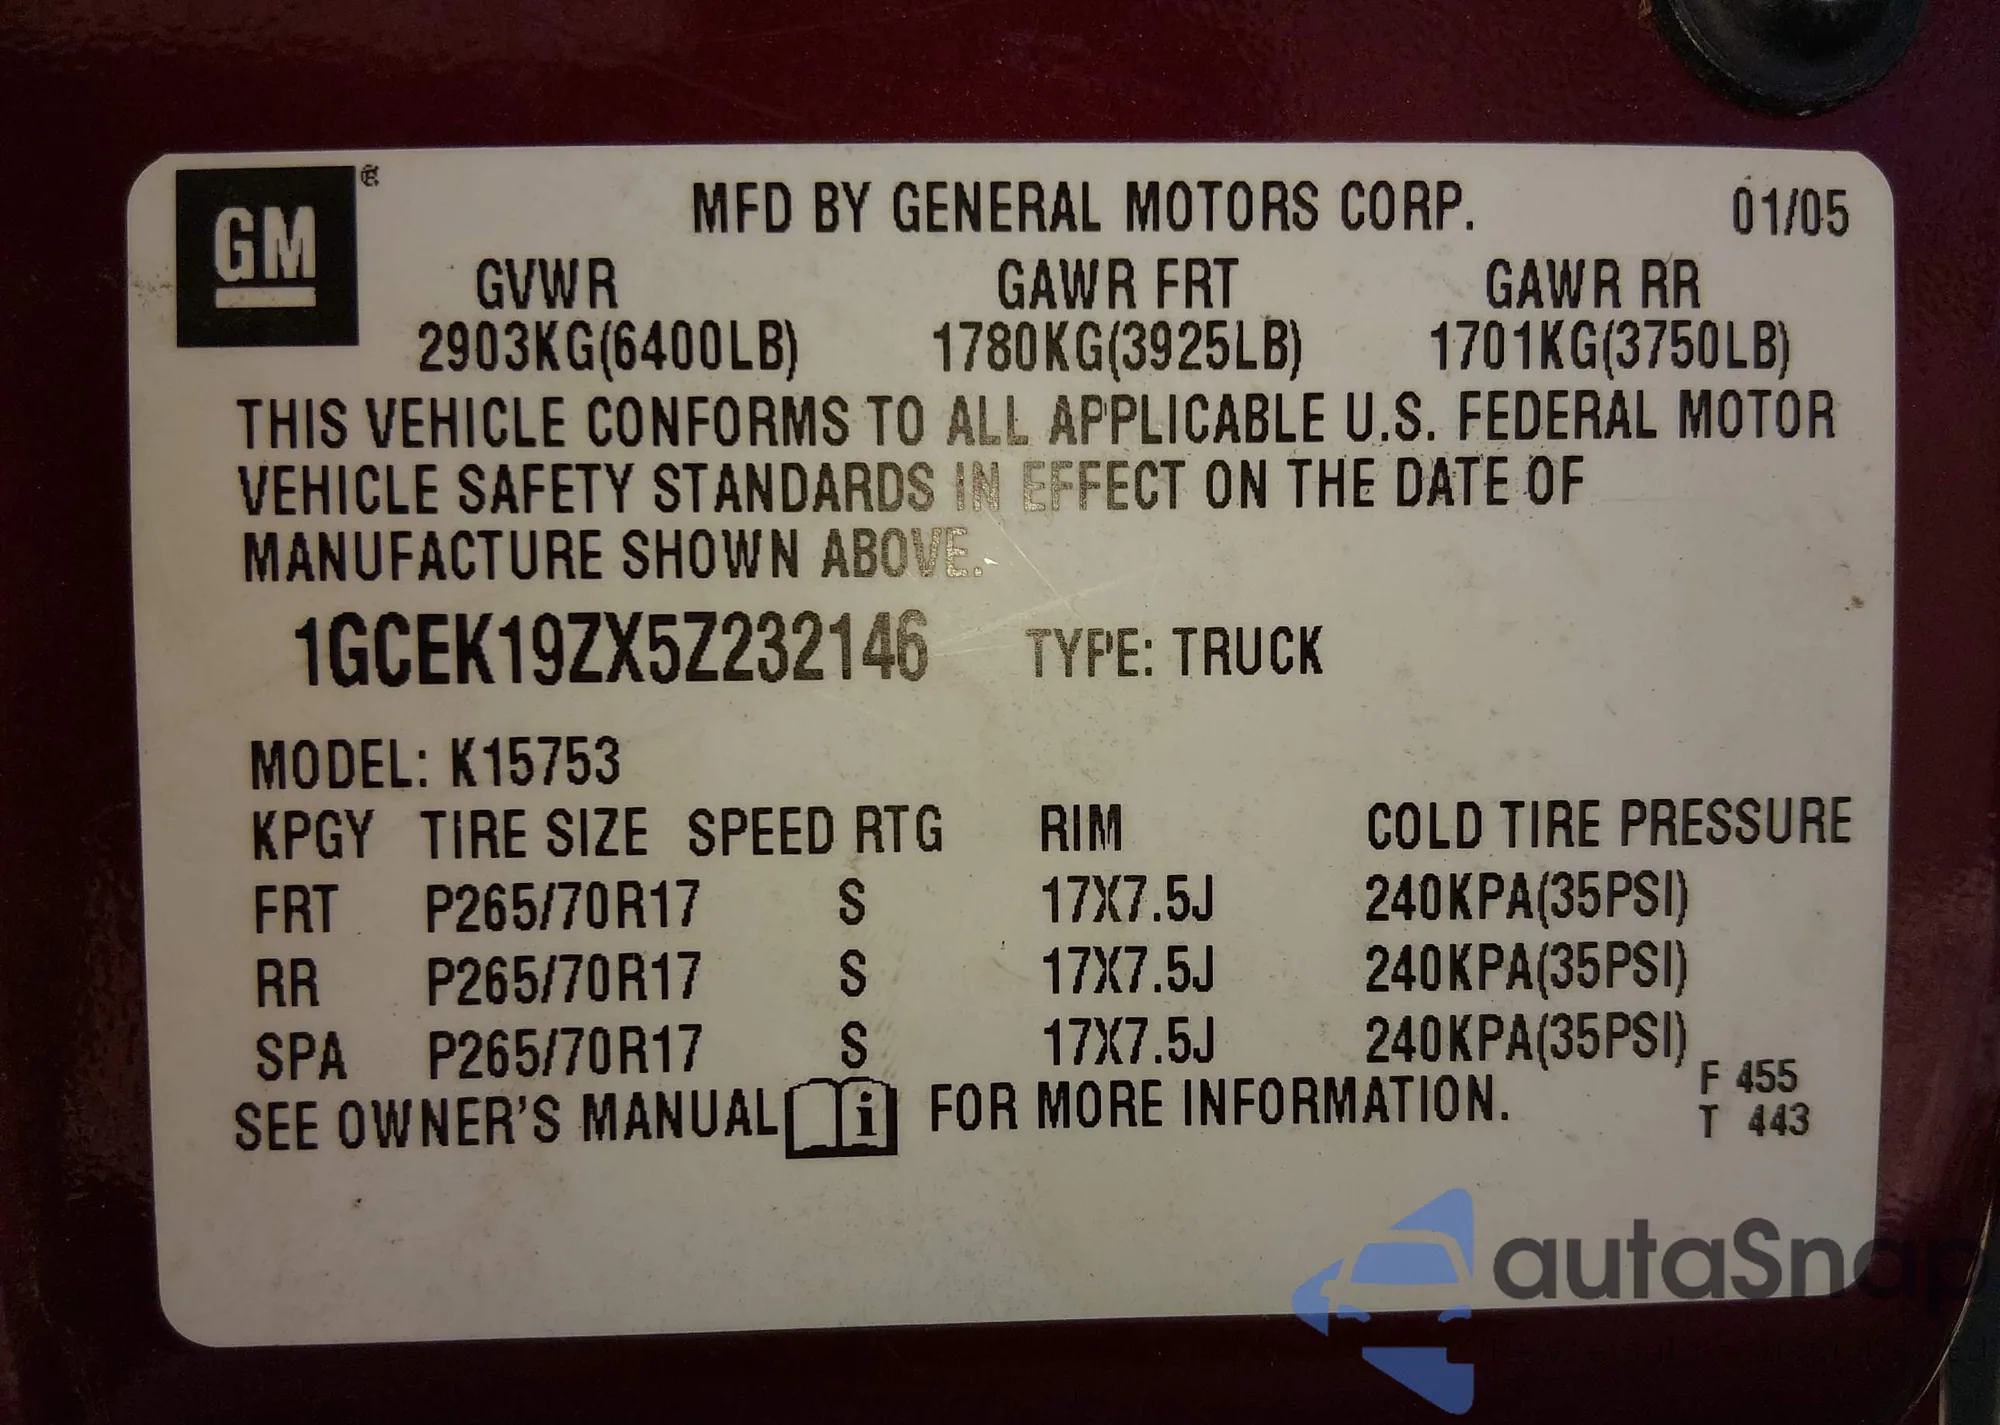 GM
MFD BY GENERAL MOTORS CORP. 01/05
GVWR GAWR FRT GAWR RR
2903KG(6400LB) 1780KG(3925LB) 1701KG(3750LB)
THIS VEHICLE CONFORMS TO ALL APPLICABLE U.S. FEDERAL MOTOR
VEHICLE SAFETY STANDARDS IN EFFECT ON THE DATE OF
MANUFACTURE SHOWN ABOVE.
1GCEK19ZX5Z232146 TYPE: TRUCK
MODEL: K15753
KPGY TIRE SIZE SPEED RTG RIM COLD TIRE PRESSURE
FRT P265/70R17 S 17X7.5J 240KPA(35PSI)
RR P265/70R17 S 17X7.5J 240KPA(35PSI)
SPA P265/70R17 S 17X7.5J 240KPA(35PSI)
SEE OWNER'S MANUAL i FOR MORE INFORMATION.
F 455
T 443
autaSnap